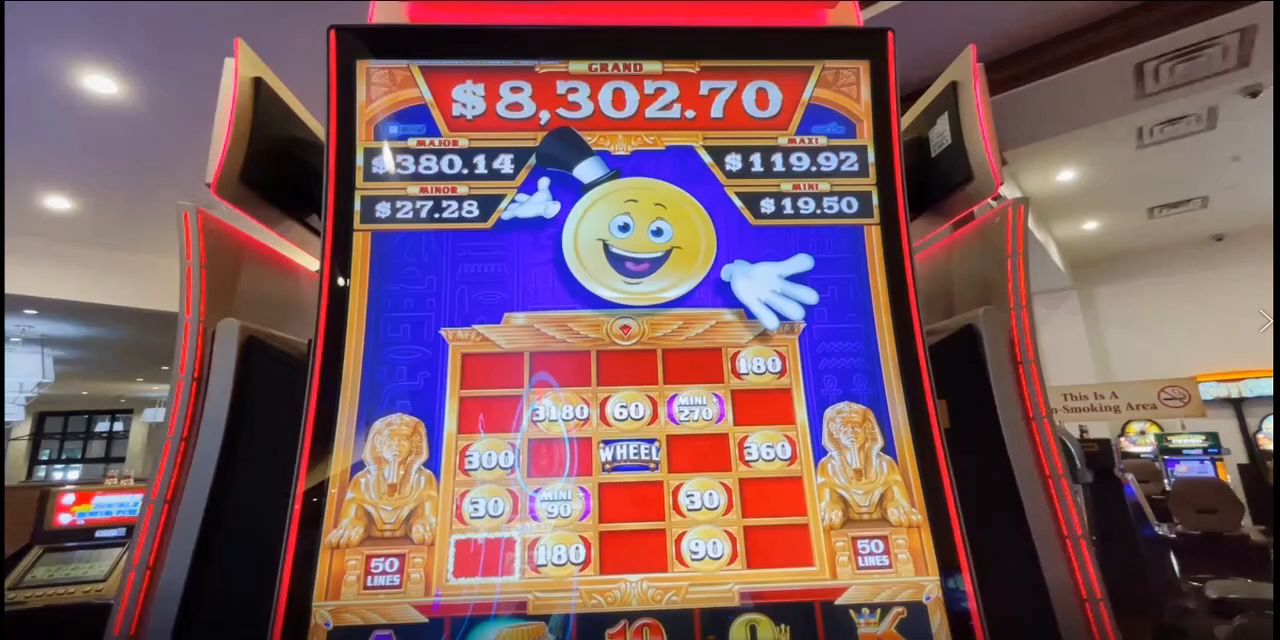 GRAND
$8,302.70
MAJOR
$380.14
MAXI
$119.92
MINOR
$27.28
MINI
$19.50
180
3180 60 MINI +
270
300 WHEEL 360
30 MINI +
90 30
180 90
50
LINES
50
LINES
This Is A
-Smoking Area
10 Q K